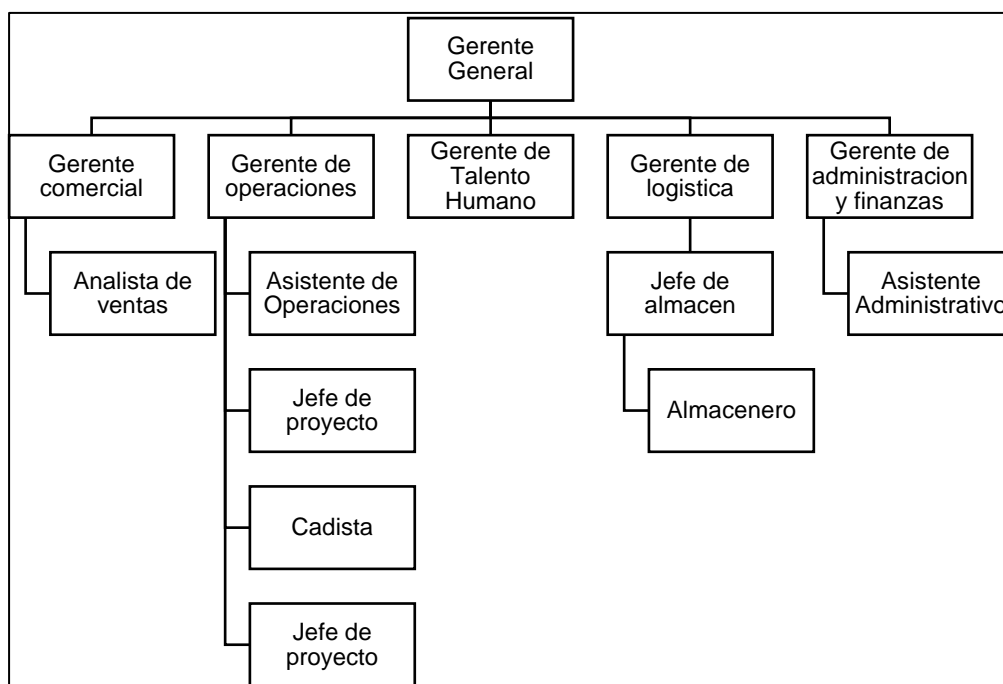 Gerente
General
Gerente
comercial
Gerente de
operaciones
Gerente de
Talento
Humano
Gerente de
logistica
Gerente de
administracion
y finanzas
Analista de
ventas
Asistente de
Operaciones
Jefe de
almacen
Asistente
Administrativo
Jefe de
proyecto
Almacenero
Cadista
Jefe de
proyecto